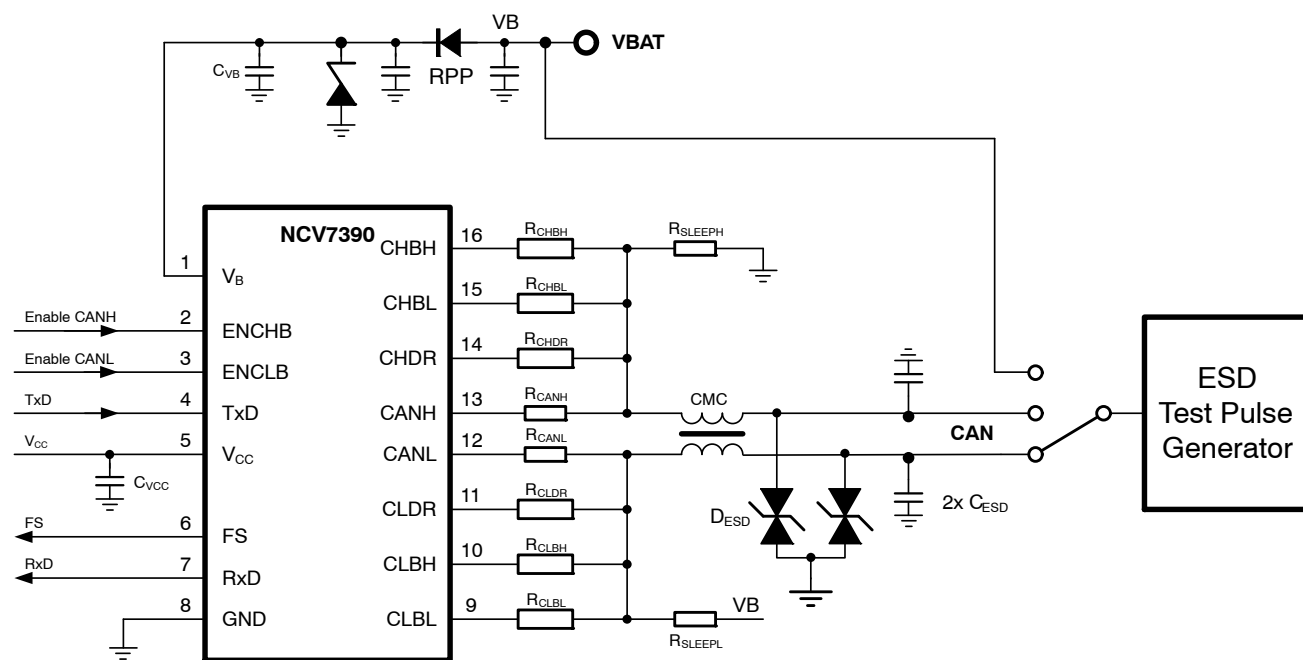 VB
VBAT
C_VB
RPP
NCV7390
1
V_B
Enable CANH
2
ENCHB
Enable CANL
3
ENCLB
TxD
4
TxD
V_CC
5
V_CC
C_VCC
FS
6
FS
RxD
7
RxD
8
GND
CHBH
16
R_CHBH
R_SLEEPH
CHBL
15
R_CHBL
CHDR
14
R_CHDR
CANH
13
R_CANH
CMC
CANL
12
R_CANL
CAN
CLDR
11
R_CLDR
D_ESD
2x C_ESD
CLBH
10
R_CLBH
CLBL
9
R_CLBL
VB
R_SLEEPL
ESD
Test Pulse
Generator